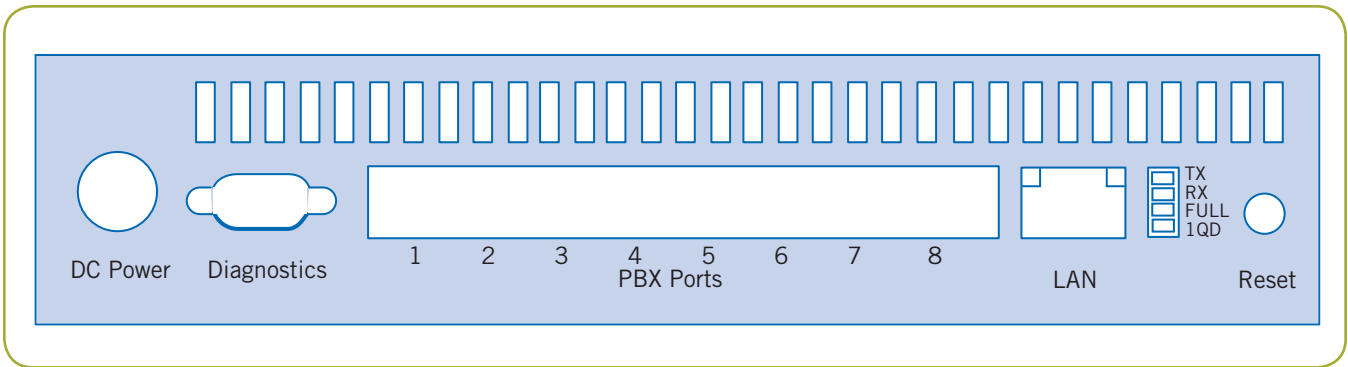 TX
RX
FULL
1QD
1 2 3 4 5 6 7 8
DC Power
Diagnostics
PBX Ports
LAN
Reset